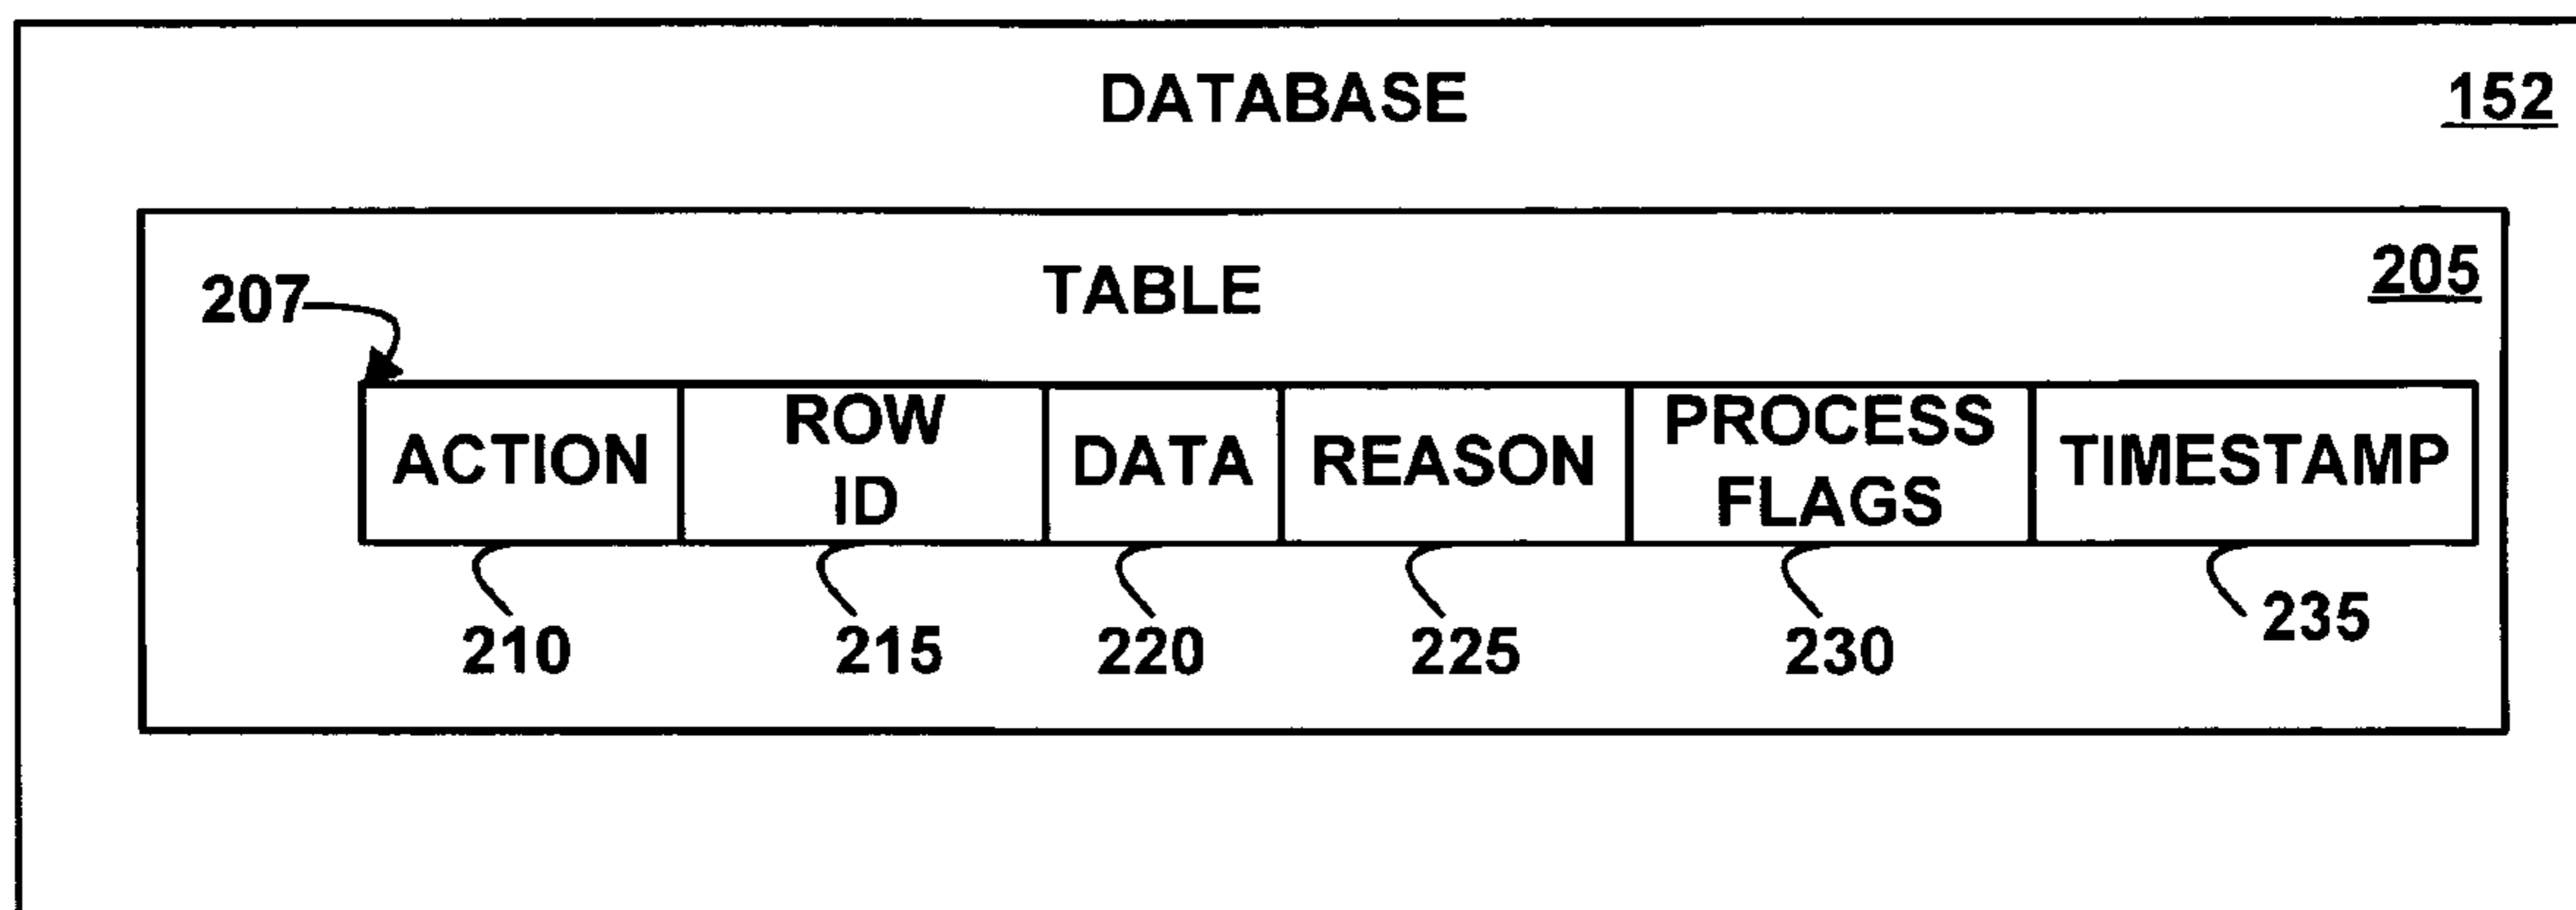 DATABASE 152
TABLE 205
207
ACTION ROW ID DATA REASON PROCESS FLAGS TIMESTAMP
210 215 220 225 230 235